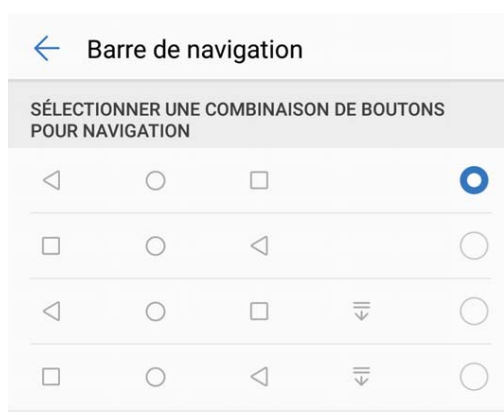 Barre de navigation
SÉLECTIONNER UNE COMBINAISON DE BOUTONS
POUR NAVIGATION